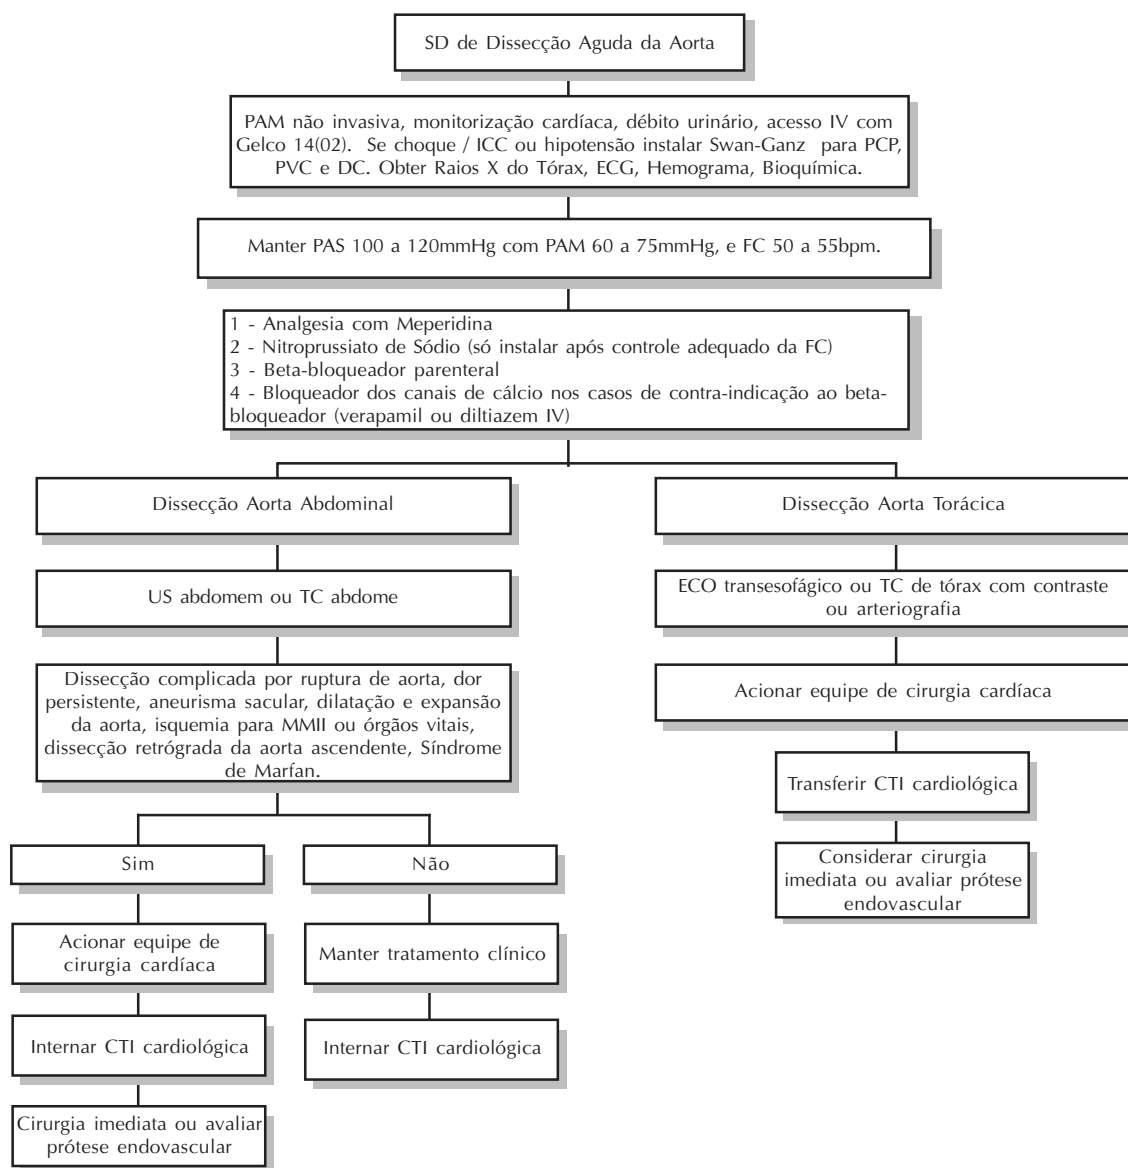 SD de Dissecção Aguda da Aorta
PAM não invasiva, monitorização cardíaca, débito urinário, acesso IV com
Gelco 14(02). Se choque / ICC ou hipotensão instalar Swan-Ganz para PCP,
PVC e DC. Obter Raios X do Tórax, ECG, Hemograma, Bioquímica.
Manter PAS 100 a 120mmHg com PAM 60 a 75mmHg, e FC 50 a 55bpm.
1 - Analgesia com Meperidina
2 - Nitroprussiato de Sódio (só instalar após controle adequado da FC)
3 - Beta-bloqueador parenteral
4 - Bloqueador dos canais de cálcio nos casos de contra-indicação ao beta-
bloqueador (verapamil ou diltiazem IV)
Dissecção Aorta Abdominal
US abdomem ou TC abdome
Dissecção complicada por ruptura de aorta, dor
persistente, aneurisma sacular, dilatação e expansão
da aorta, isquemia para MMII ou órgãos vitais,
dissecção retrógrada da aorta ascendente, Síndrome
de Marfan.
Sim
Acionar equipe de
cirurgia cardíaca
Internar CTI cardiológica
Cirurgia imediata ou avaliar
prótese endovascular
Não
Manter tratamento clínico
Internar CTI cardiológica
Dissecção Aorta Torácica
ECO transesofágico ou TC de tórax com contraste
ou arteriografia
Acionar equipe de cirurgia cardíaca
Transferir CTI cardiológica
Considerar cirurgia
imediata ou avaliar prótese
endovascular